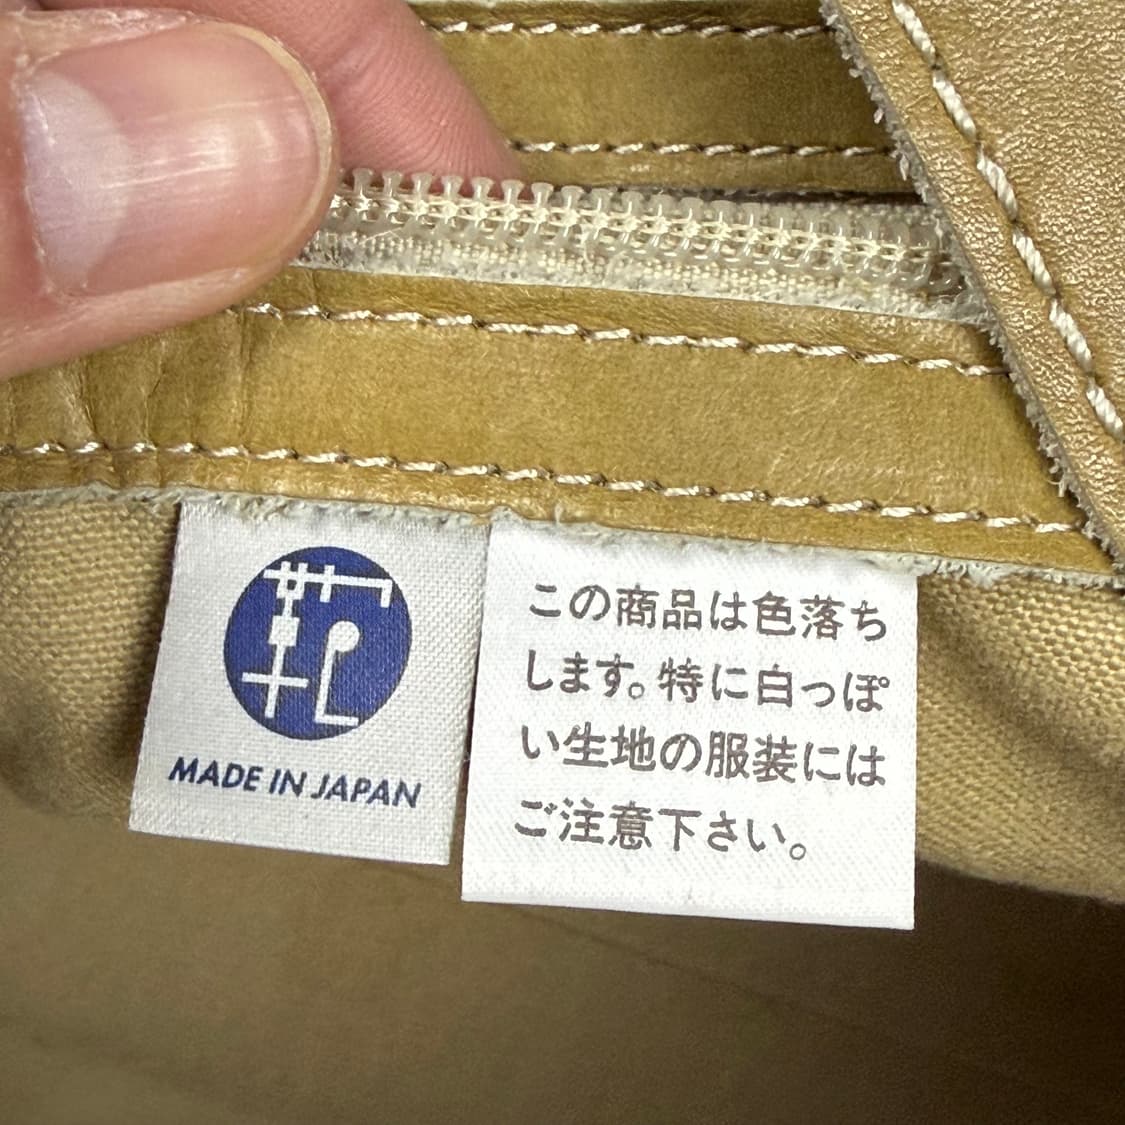 MADE IN JAPAN
この商品は色落ち
します。特に白っぽ
い生地の服装には
ご注意下さい。